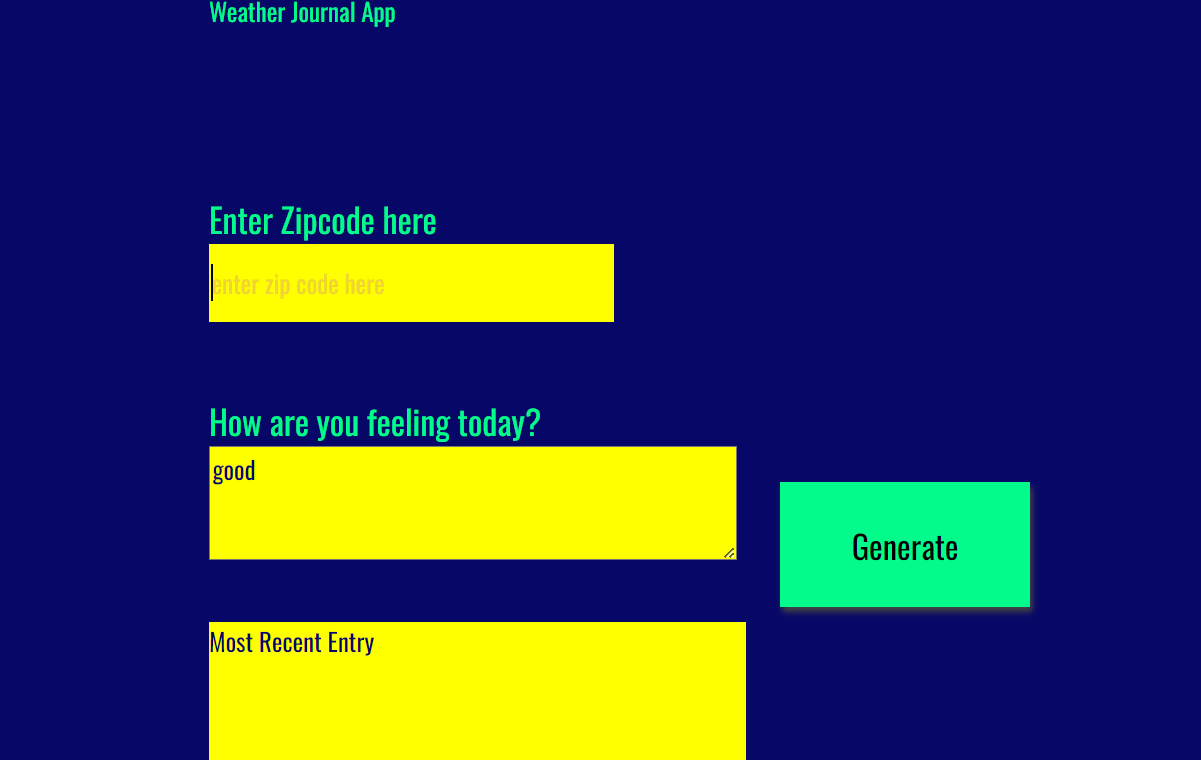 Weather Journal App
Enter Zipcode here
enter zip code here
How are you feeling today?
good
Generate
Most Recent Entry